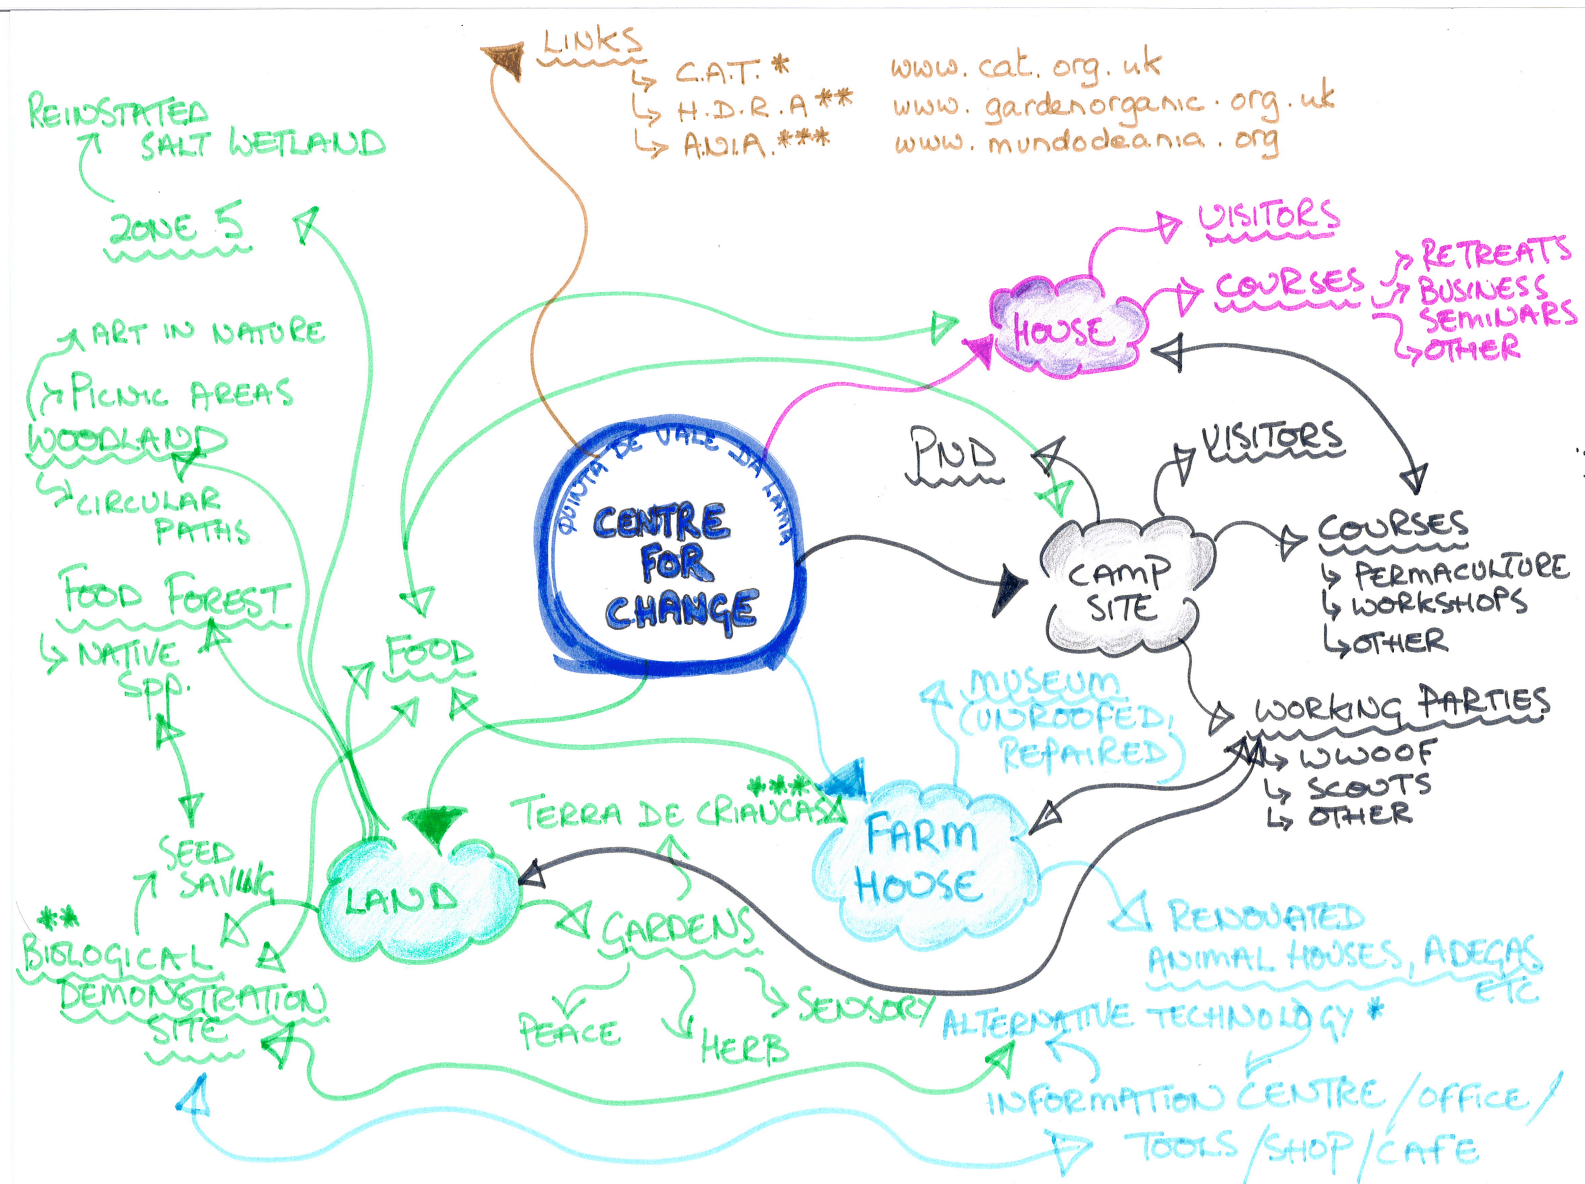 LINKS
↳ C.A.T. * www.cat.org.uk
↳ H.D.R.A ** www.gardenorganic.org.uk
↳ A.N.I.A. *** www.mundodeania.org
REINSTATED
SALT WETLAND
ZONE 5
ART IN NATURE
PICNIC AREAS
WOODLAND
CIRCULAR
PATHS
FOOD FOREST
↳ NATIVE
SPP.
SEED
SAVING
**
BIOLOGICAL
DEMONSTRATION
SITE
FOOD
LAND
QUINTA DE VALE DA LAMA
CENTRE
FOR
CHANGE
HOUSE
VISITORS
COURSES
RETREATS
BUSINESS
SEMINARS
OTHER
PND
VISITORS
CAMP
SITE
COURSES
↳ PERMACULTURE
↳ WORKSHOPS
↳ OTHER
WORKING PARTIES
↳ WWOOF
↳ SCOUTS
↳ OTHER
MUSEUM
(UNROOFED,
REPAIRED)
FARM
HOUSE
***
TERRA DE CRIAUCAS
GARDENS
PEACE
HERB
SENSORY
RENOVATED
ANIMAL HOUSES, ADEGAS
ETC
ALTERNATIVE TECHNOLOGY *
INFORMATION CENTRE / OFFICE /
TOOLS / SHOP / CAFE